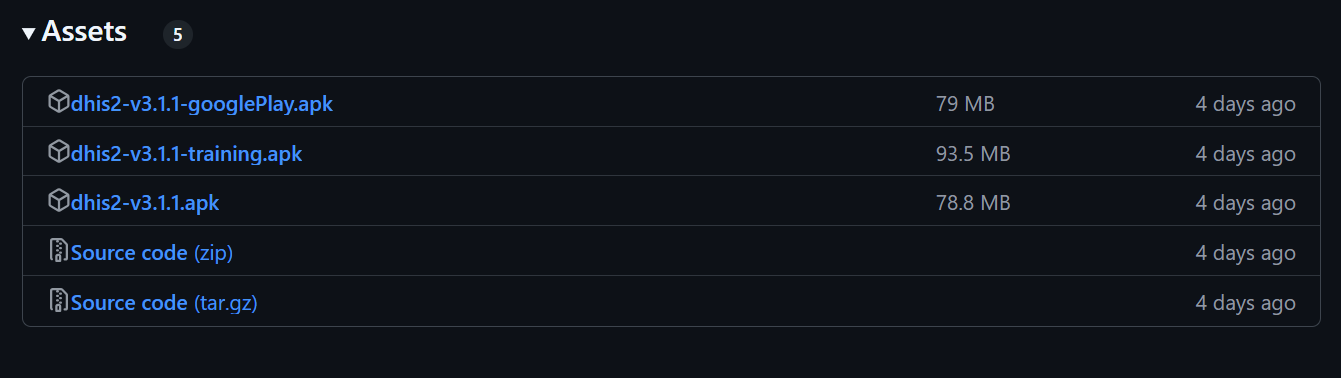 Assets 5
dhis2-v3.1.1-googlePlay.apk 79 MB 4 days ago
dhis2-v3.1.1-training.apk 93.5 MB 4 days ago
dhis2-v3.1.1.apk 78.8 MB 4 days ago
Source code (zip) 4 days ago
Source code (tar.gz) 4 days ago